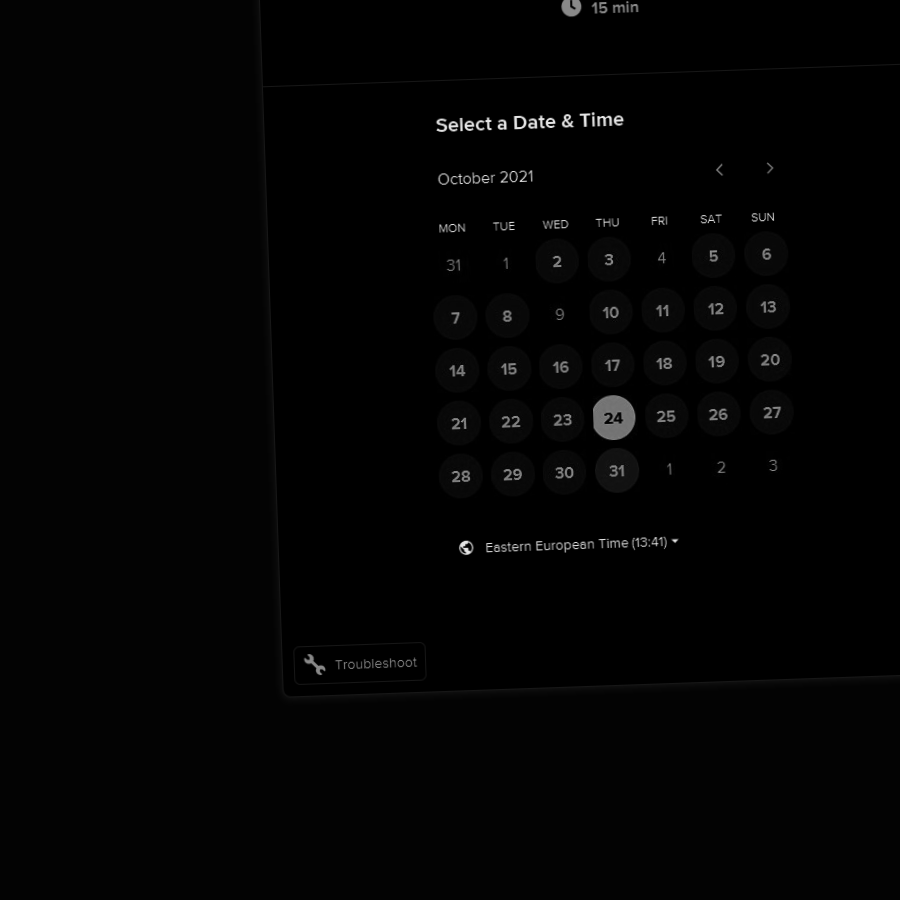 15 min
Select a Date & Time
October 2021
MON TUE WED THU FRI SAT SUN
31 1 2 3 4 5 6
7 8 9 10 11 12 13
14 15 16 17 18 19 20
21 22 23 24 25 26 27
28 29 30 31 1 2 3
Eastern European Time (13:41)
Troubleshoot